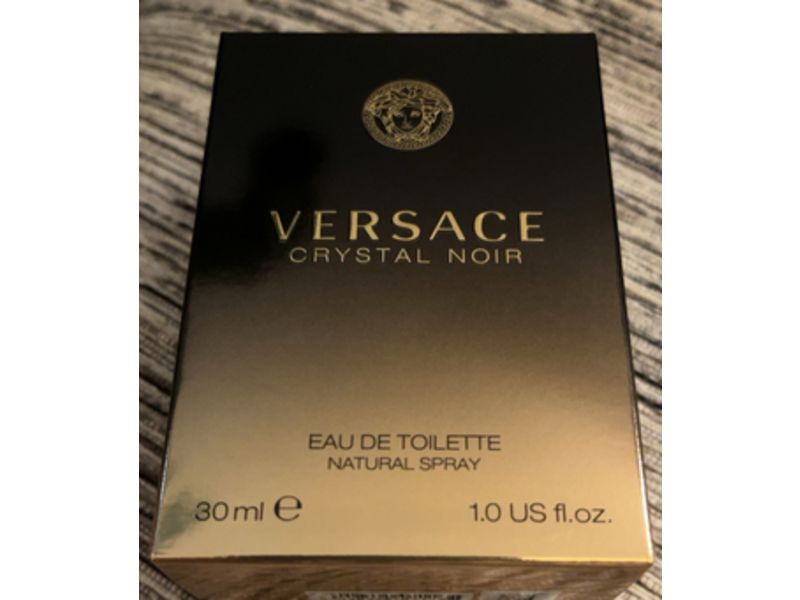 VERSACE
CRYSTAL NOIR
EAU DE TOILETTE
NATURAL SPRAY
30 ml ℮ 1.0 US fl.oz.